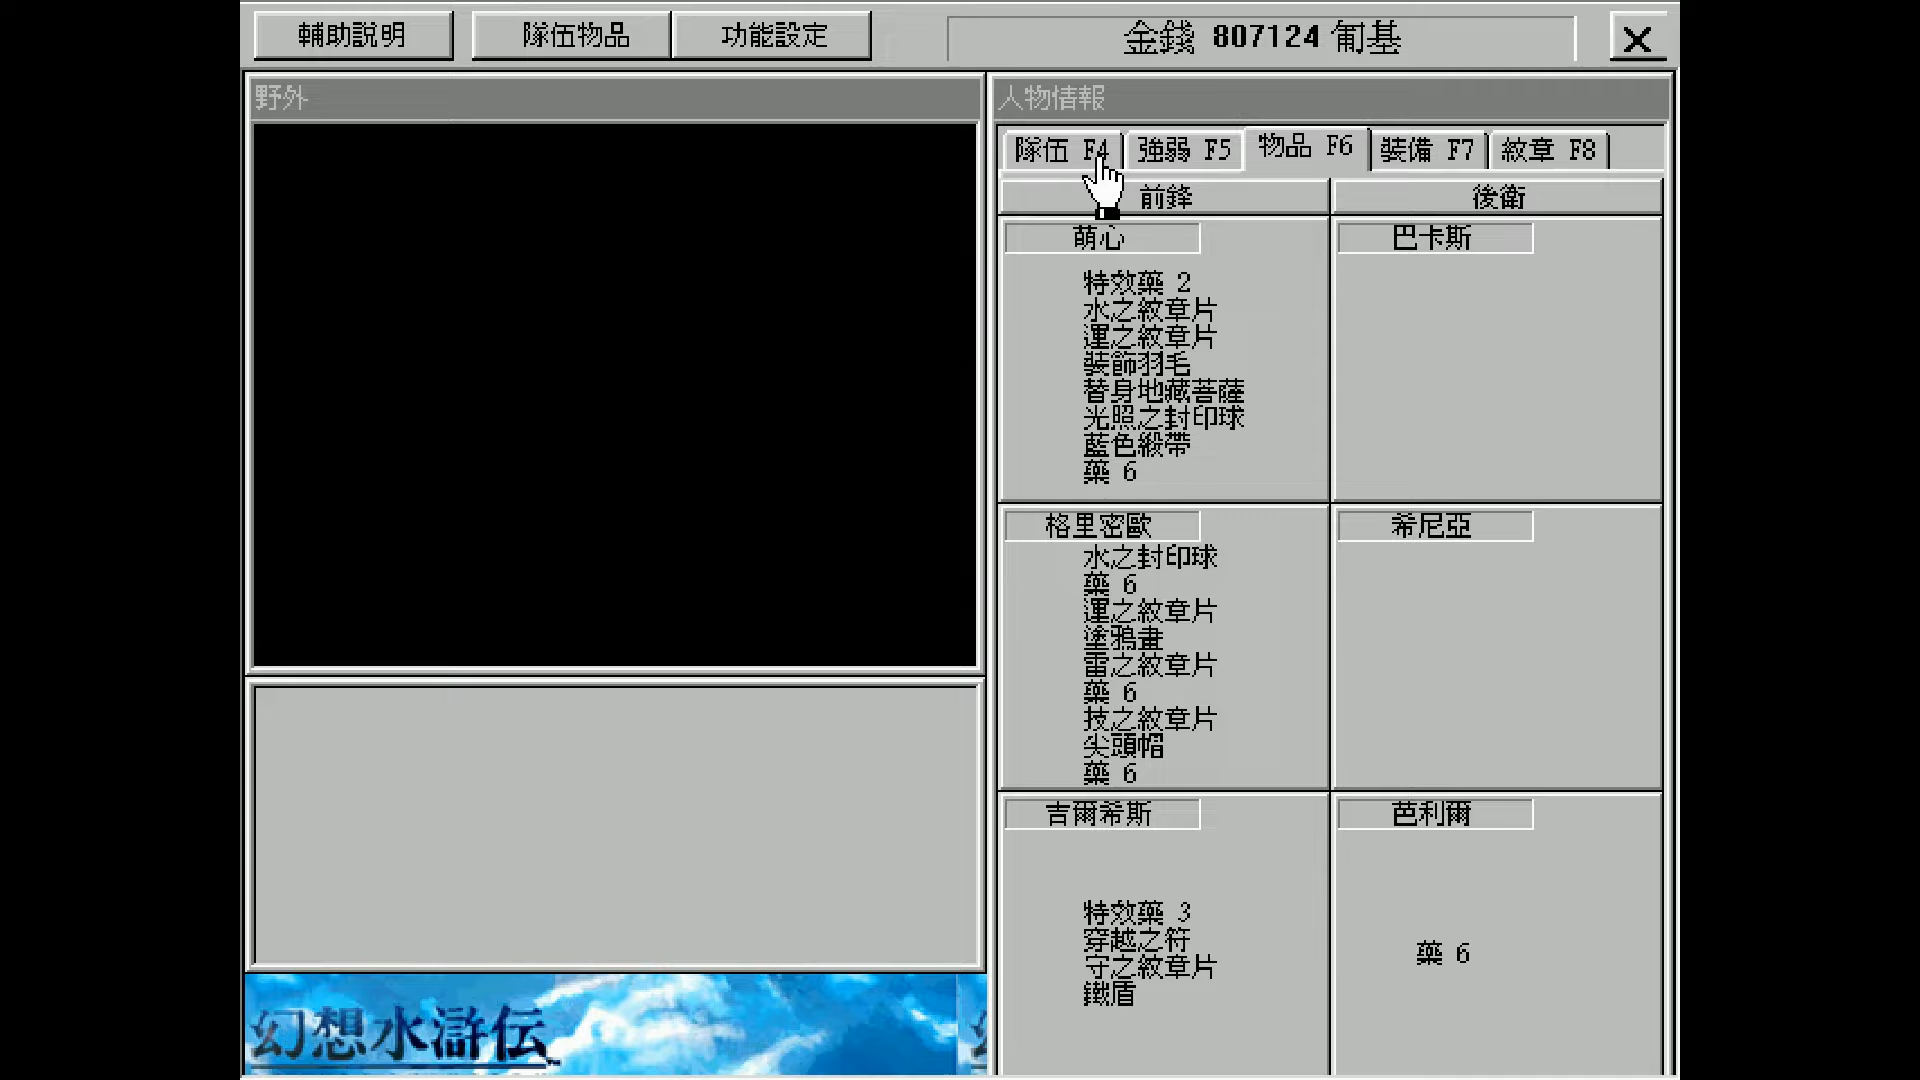 輔助説明
隊伍物品
功能設定
金錢 807124 匍基
野外
人物情報
隊伍 F4
強弱 F5
物品 F6
裝備 F7
紋章 F8
前鋒
後衛
萌心
特效藥 2
水之紋章片
運之紋章片
裝飾羽毛
替身地藏菩薩
光照之封印球
藍色緞帶
藥 6
巴卡斯
格里密歐
水之封印球
藥 6
運之紋章片
塗鴉畫
雷之紋章片
藥 6
技之紋章片
尖頭帽
藥 6
希尼亞
吉爾希斯
特效藥 3
穿越之符
守之紋章片
鐵盾
芭利爾
藥 6
幻想水滸伝